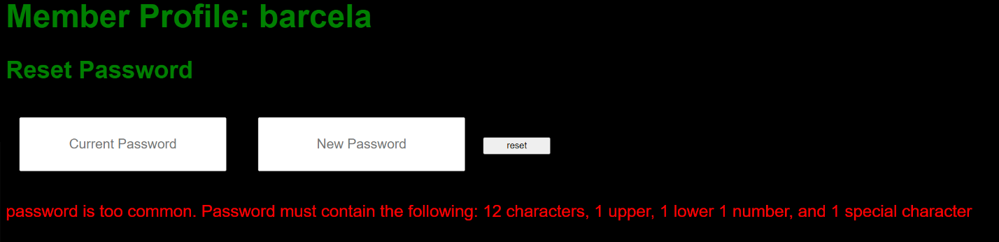 Member Profile: barcela
Reset Password
Current Password New Password reset
password is too common. Password must contain the following: 12 characters, 1 upper, 1 lower 1 number, and 1 special character